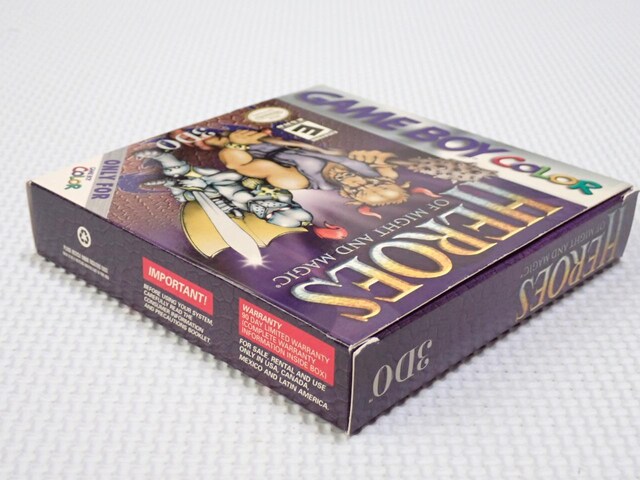 GAME BOY COLOR
E
3DO
GAME BOY
COLOR
ONLY FOR
HEROES
OF MIGHT AND MAGIC
HEROES
OF MIGHT AND MAGIC
3DO
IMPORTANT!
BEFORE USING YOUR SYSTEM,
CAREFULLY READ THE
CONSUMER INFORMATION
AND PRECAUTIONS BOOKLET.
WARRANTY
90 DAY LIMITED WARRANTY
(COMPLETE WARRANTY
INFORMATION INSIDE BOX)
FOR SALE, RENTAL AND USE
ONLY IN USA, CANADA,
MEXICO AND LATIN AMERICA.